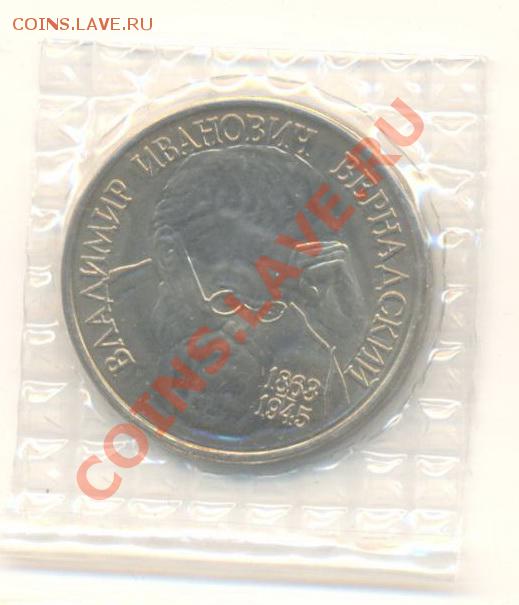 COINS.LAVE.RU
ВЛАДИМИР ИВАНОВИЧ ВЕРНАДСКИЙ
1863
1945
COINS.LAVE.RU